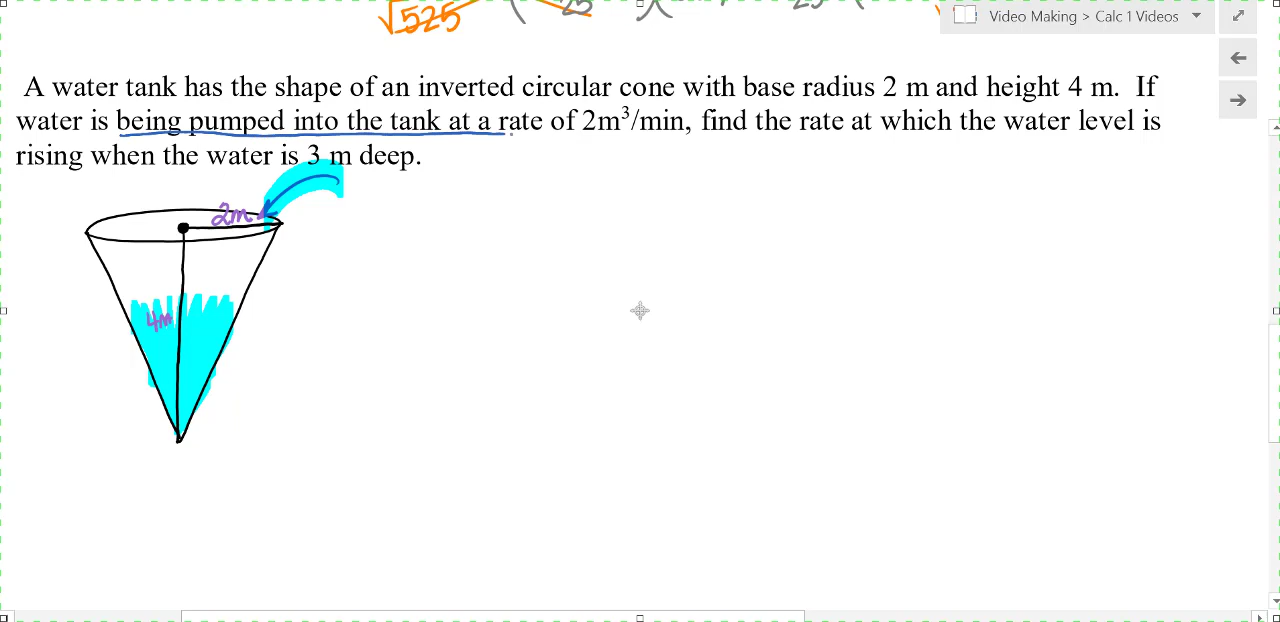 √525
Video Making > Calc 1 Videos
A water tank has the shape of an inverted circular cone with base radius 2 m and height 4 m. If
water is being pumped into the tank at a rate of 2m³/min, find the rate at which the water level is
rising when the water is 3 m deep.
2m
4m